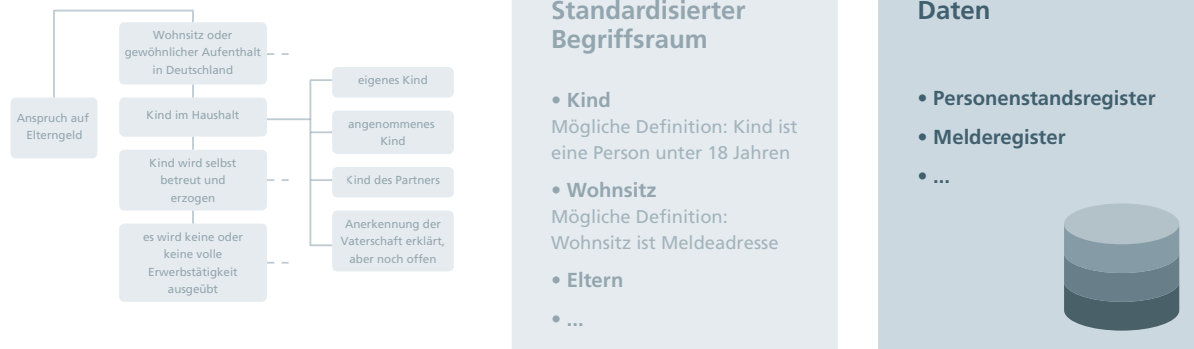 Anspruch auf
Elterngeld
Wohnsitz oder
gewöhnlicher Aufenthalt
in Deutschland
Kind im Haushalt
Kind wird selbst
betreut und
erzogen
es wird keine oder
keine volle
Erwerbstätigkeit
ausgeübt
eigenes Kind
angenommenes
Kind
Kind des Partners
Anerkennung der
Vaterschaft erklärt,
aber noch offen
Standardisierter
Begriffsraum
• Kind
Mögliche Definition: Kind ist
eine Person unter 18 Jahren
• Wohnsitz
Mögliche Definition:
Wohnsitz ist Meldeadresse
• Eltern
• ...
Daten
• Personenstandsregister
• Melderegister
• ...